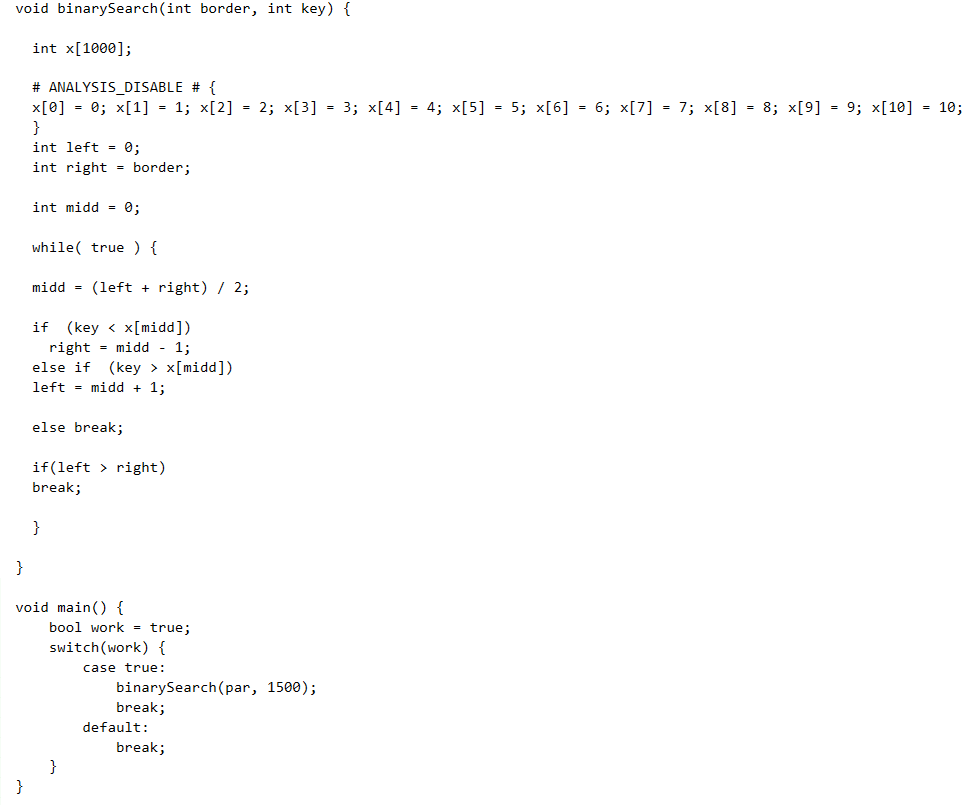 void binarySearch(int border, int key) {
int x[1000];
# ANALYSIS_DISABLE # {
x[0] = 0; x[1] = 1; x[2] = 2; x[3] = 3; x[4] = 4; x[5] = 5; x[6] = 6; x[7] = 7; x[8] = 8; x[9] = 9; x[10] = 10;
}
int left = 0;
int right = border;
int midd = 0;
while( true ) {
midd = (left + right) / 2;
if  (key < x[midd])
right = midd - 1;
else if  (key > x[midd])
left = midd + 1;
else break;
if(left > right)
break;
}
}
void main() {
bool work = true;
switch(work) {
case true:
binarySearch(par, 1500);
break;
default:
break;
}
}